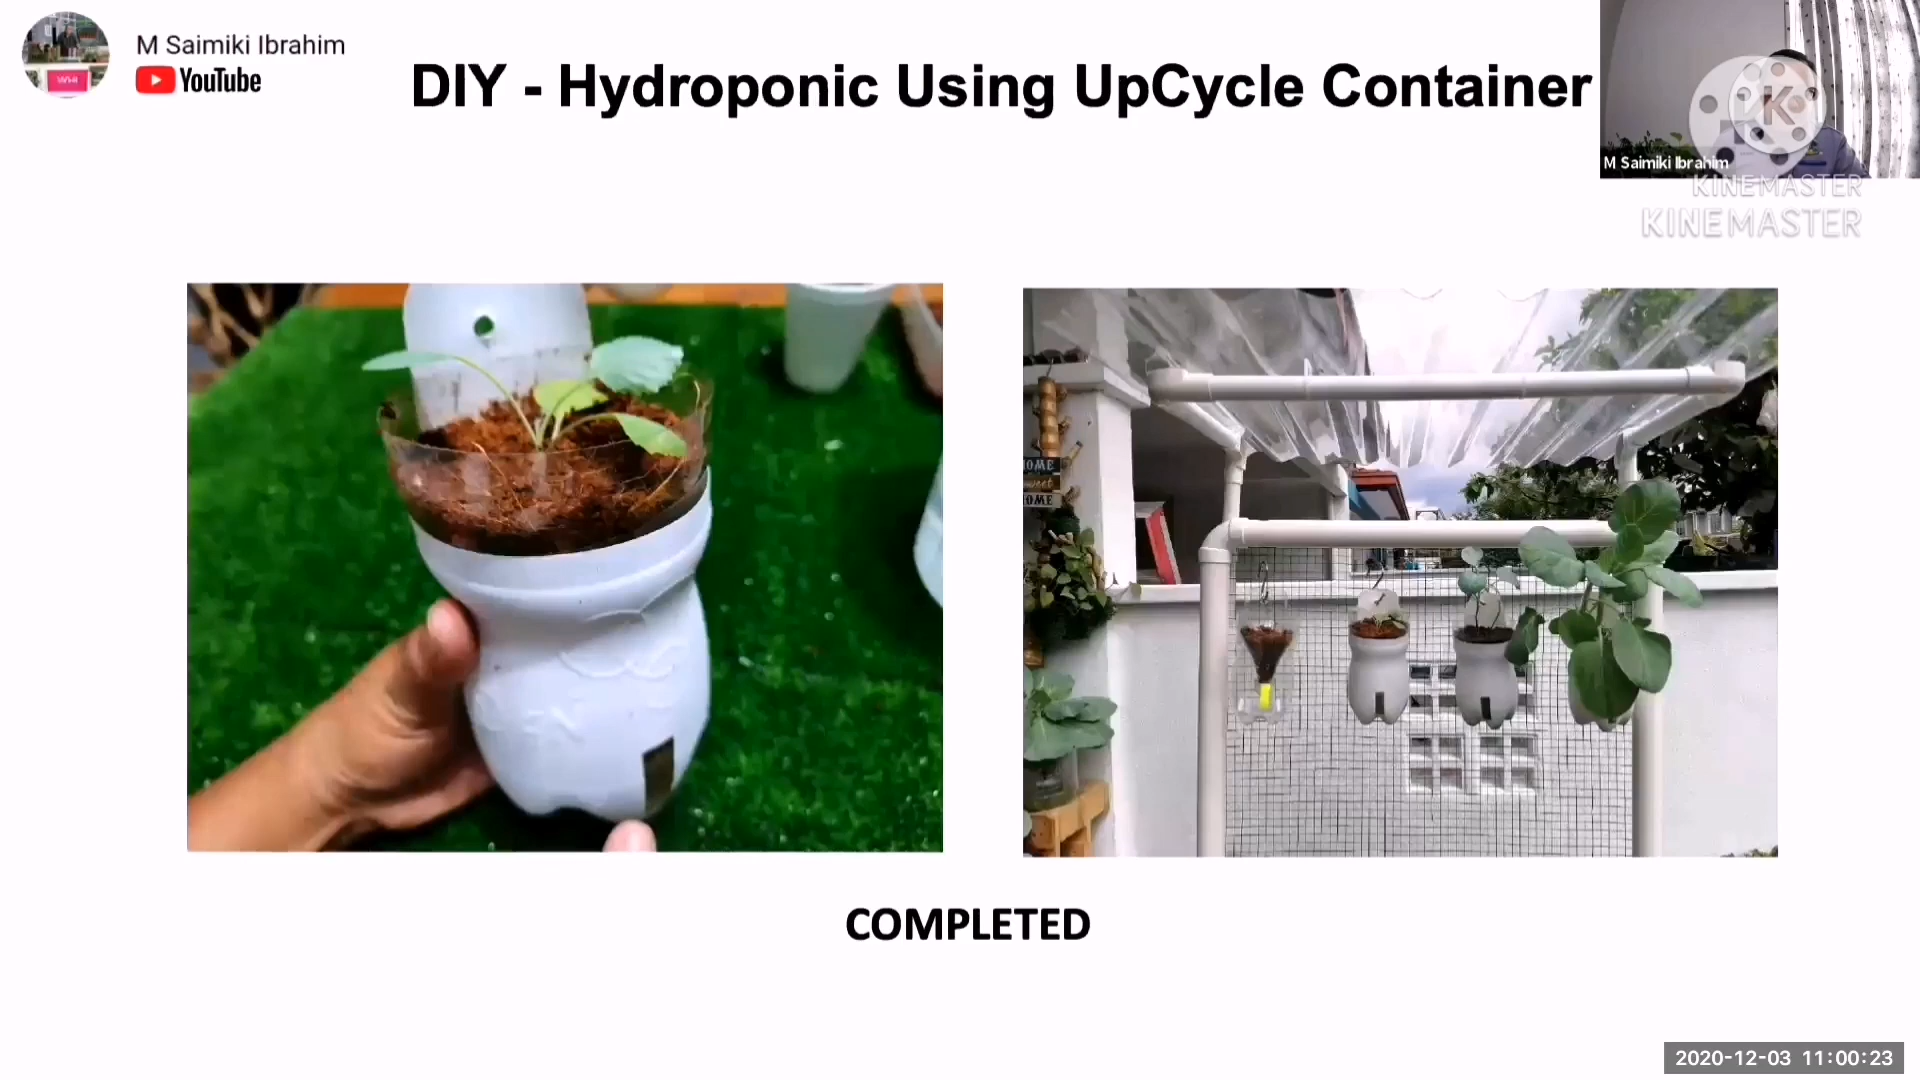 M Saimiki Ibrahim
YouTube
DIY - Hydroponic Using UpCycle Container
M Saimiki Ibrahim
KINEMASTER
KINEMASTER
HOME
sweet
HOME
COMPLETED
2020-12-03 11:00:23